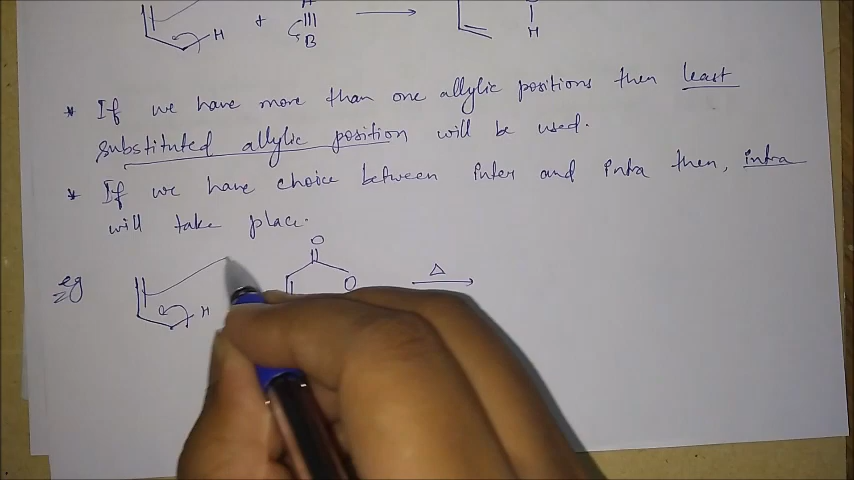 H + ||| → H
B
* If we have more than one allylic positions then least
substituted allylic position will be used.
* If we have choice between inter and intra then, intra
will take place.
eg O Δ
H O